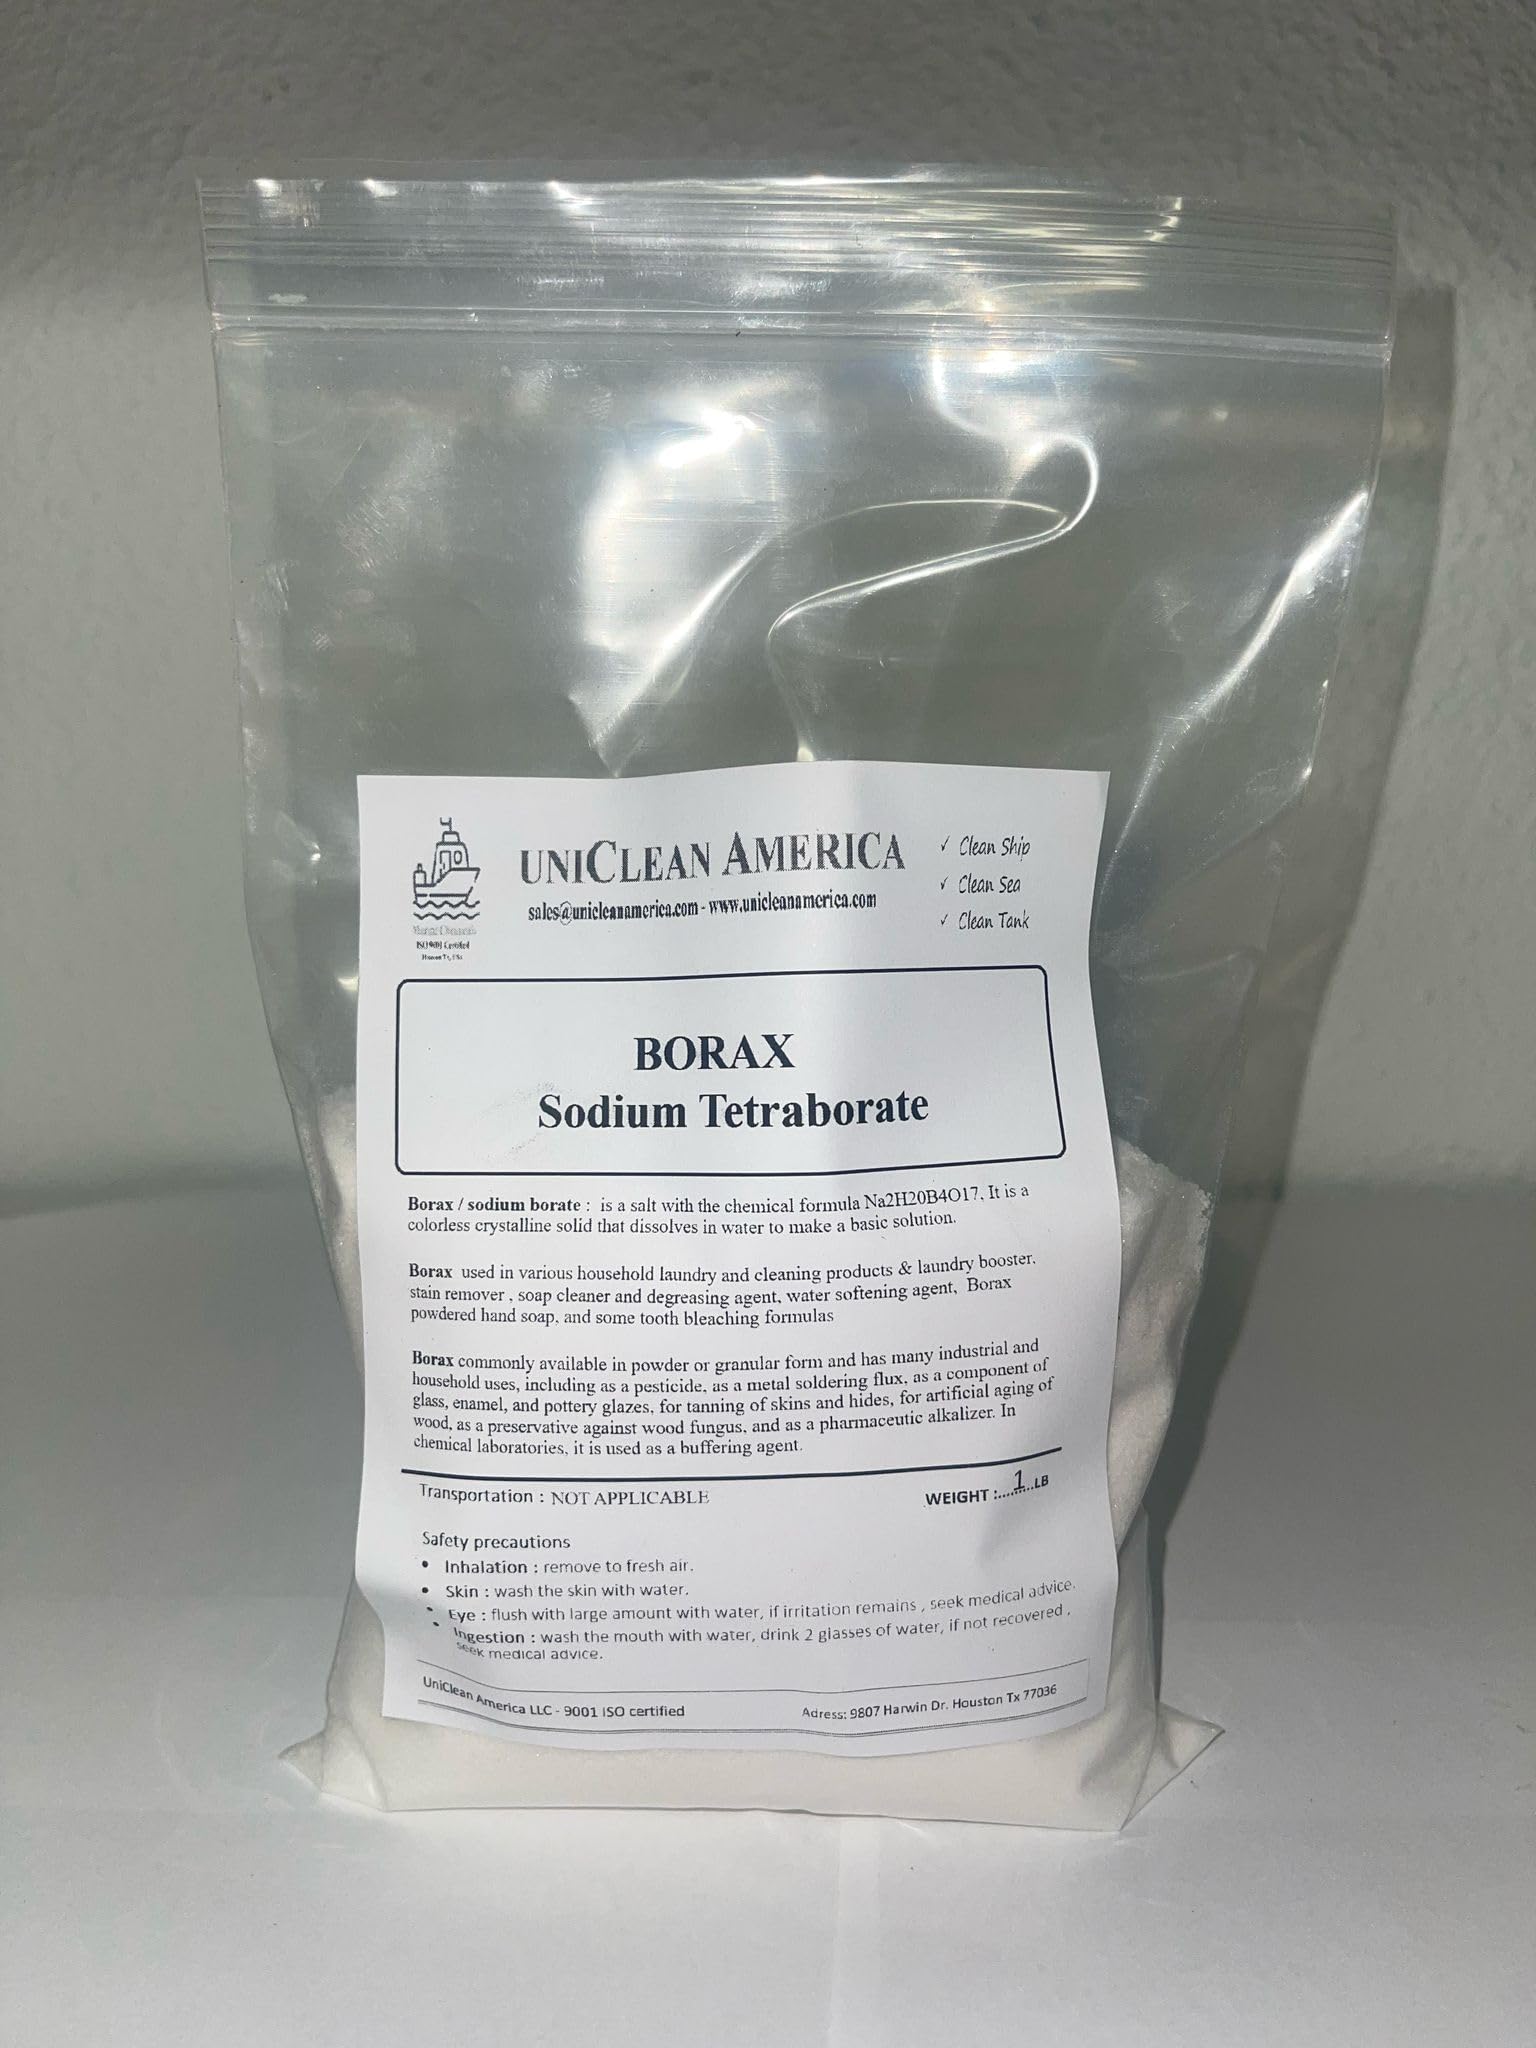 UNICLEAN AMERICA
sales@unicleanamerica.com - www.unicleanamerica.com
✓ Clean Ship
✓ Clean Sea
✓ Clean Tank
ISO 9001 Certified
BORAX
Sodium Tetraborate
Borax / sodium borate : is a salt with the chemical formula Na2H20B4O17. It is a
colorless crystalline solid that dissolves in water to make a basic solution.
Borax used in various household laundry and cleaning products & laundry booster,
stain remover , soap cleaner and degreasing agent, water softening agent, Borax
powdered hand soap, and some tooth bleaching formulas
Borax commonly available in powder or granular form and has many industrial and
household uses, including as a pesticide, as a metal soldering flux, as a component of
glass, enamel, and pottery glazes, for tanning of skins and hides, for artificial aging of
wood, as a preservative against wood fungus, and as a pharmaceutic alkalizer. In
chemical laboratories, it is used as a buffering agent.
Transportation : NOT APPLICABLE
WEIGHT :......1...LB
Safety precautions
• Inhalation : remove to fresh air.
• Skin : wash the skin with water.
• Eye : flush with large amount with water, if irritation remains , seek medical advice.
• Ingestion : wash the mouth with water, drink 2 glasses of water, if not recovered ,
seek medical advice.
UniClean America LLC - 9001 ISO certified
Adress: 9807 Harwin Dr. Houston Tx 77036